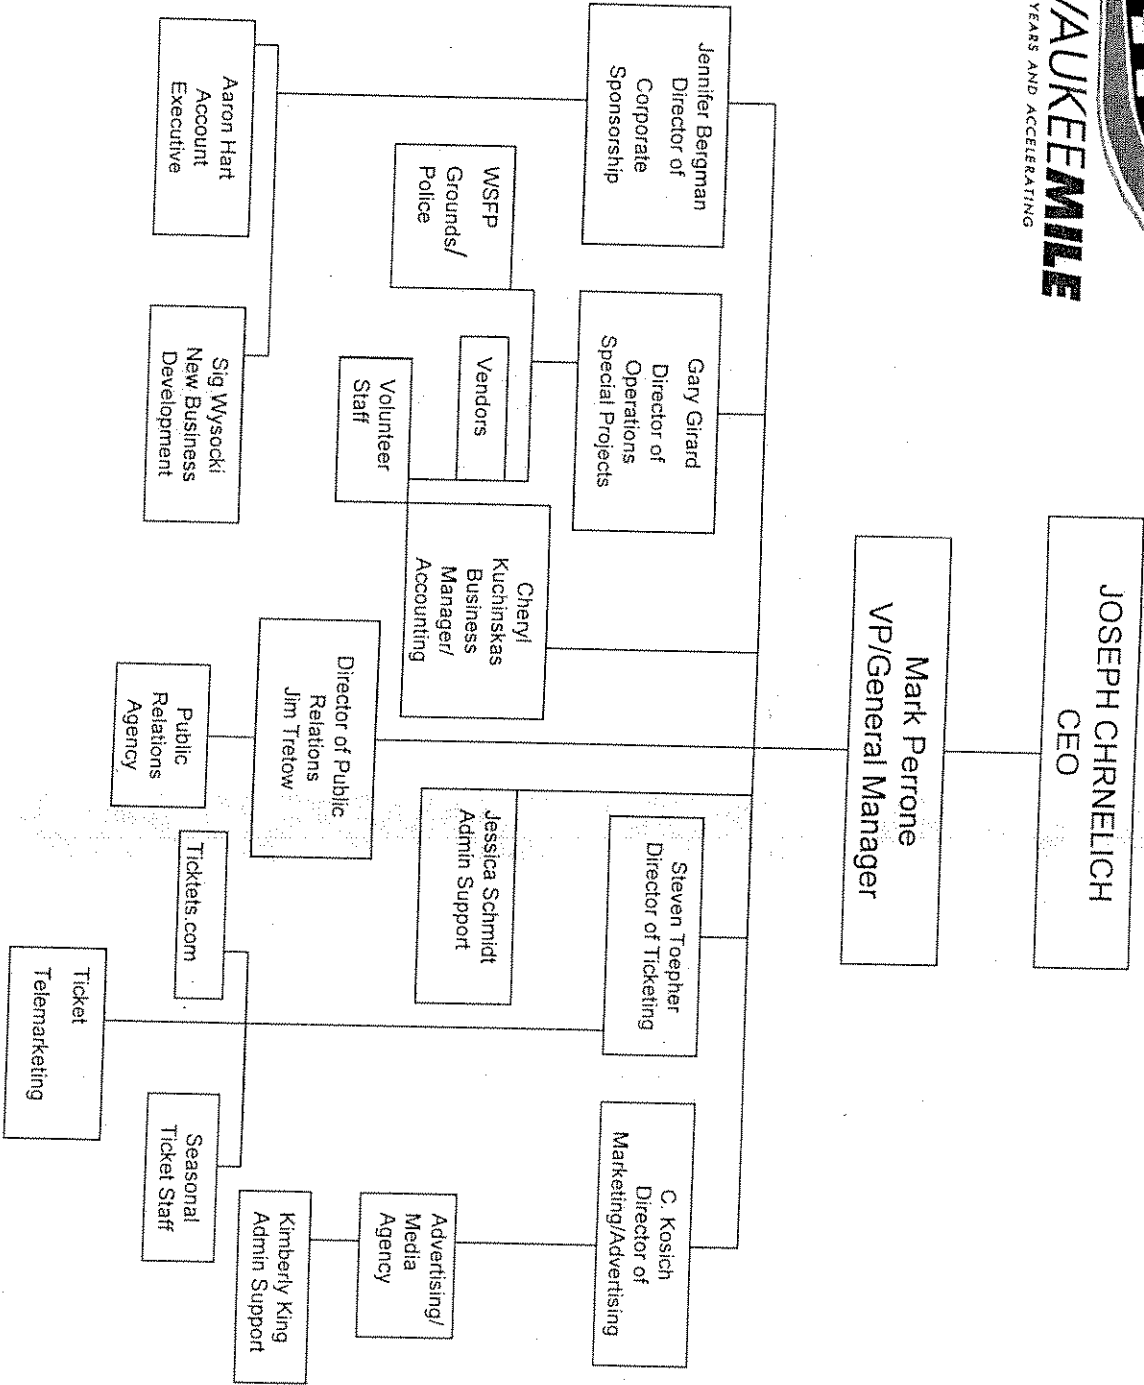 /AUKEEMILE
YEARS AND ACCELERATING
JOSEPH CHRNELICH
CEO
Mark Perrone
VP/General Manager
Jennifer Bergman
Director of
Corporate
Sponsorship
Gary Girard
Director of
Operations
Special Projects
Cheryl
Kuchinskas
Business
Manager/
Accounting
Director of Public
Relations
Jim Tretow
Jessica Schmidt
Admin Support
Steven Toepher
Director of Ticketing
C. Kosich
Director of
Marketing/Advertising
WSFP
Grounds/
Police
Vendors
Volunteer
Staff
Aaron Hart
Account
Executive
Sig Wysocki
New Business
Development
Public
Relations
Agency
Ticktets.com
Ticket
Telemarketing
Seasonal
Ticket Staff
Advertising/
Media
Agency
Kimberly King
Admin Support